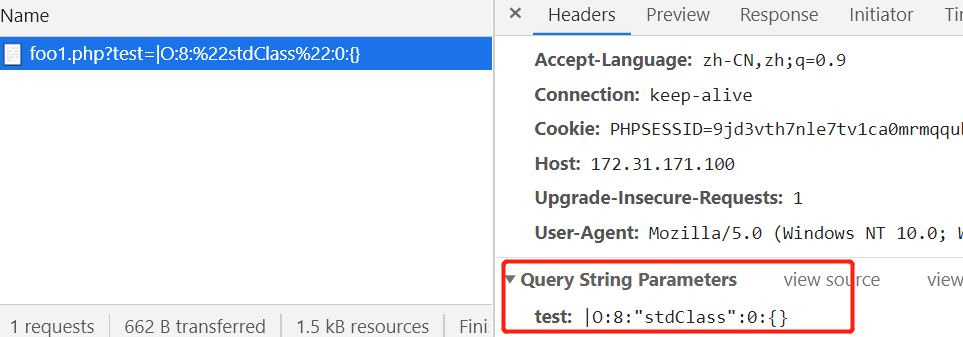 Name
foo1.php?test=|O:8:%22stdClass%22:0:{}
1 requests 662 B transferred 1.5 kB resources
× Headers Preview Response Initiator
Accept-Language: zh-CN,zh;q=0.9
Connection: keep-alive
Cookie: PHPSESSID=9jd3vth7nle7tv1ca0mrmqqu
Host: 172.31.171.100
Upgrade-Insecure-Requests: 1
User-Agent: Mozilla/5.0 (Windows NT 10.0;
▼ Query String Parameters view source view
test: |O:8:"stdClass":0:{}